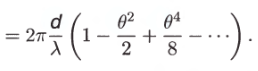 = 2π d/λ (1 − θ²/2 + θ⁴/8 − ⋯).